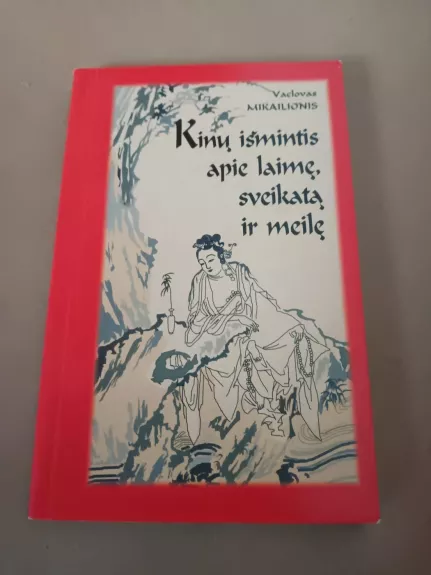 Vaclovas
MIKAILIONIS
Kinų išmintis
apie laimę,
sveikatą
ir meilę